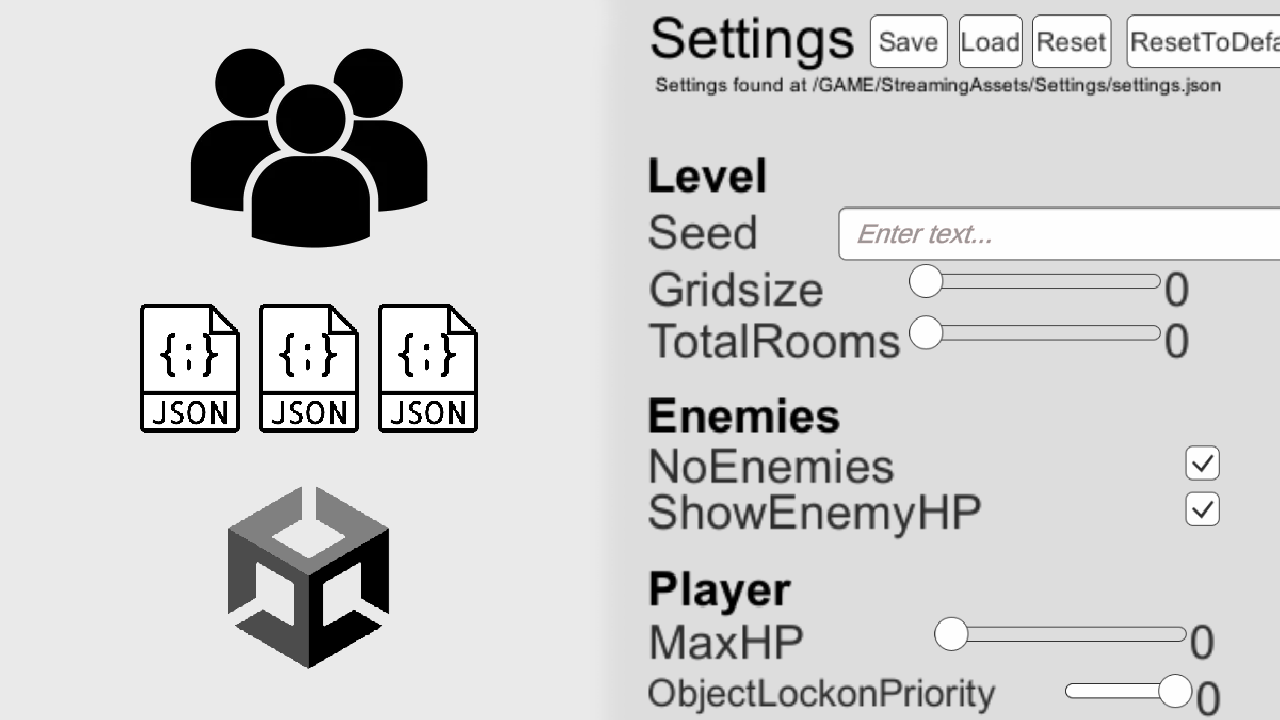 Settings Save Load Reset ResetToDefa
Settings found at /GAME/StreamingAssets/Settings/settings.json
Level
Seed Enter text...
Gridsize 0
TotalRooms 0
{;} {;} {;}
JSON JSON JSON
Enemies
NoEnemies
ShowEnemyHP
Player
MaxHP 0
ObjectLockonPriority 0